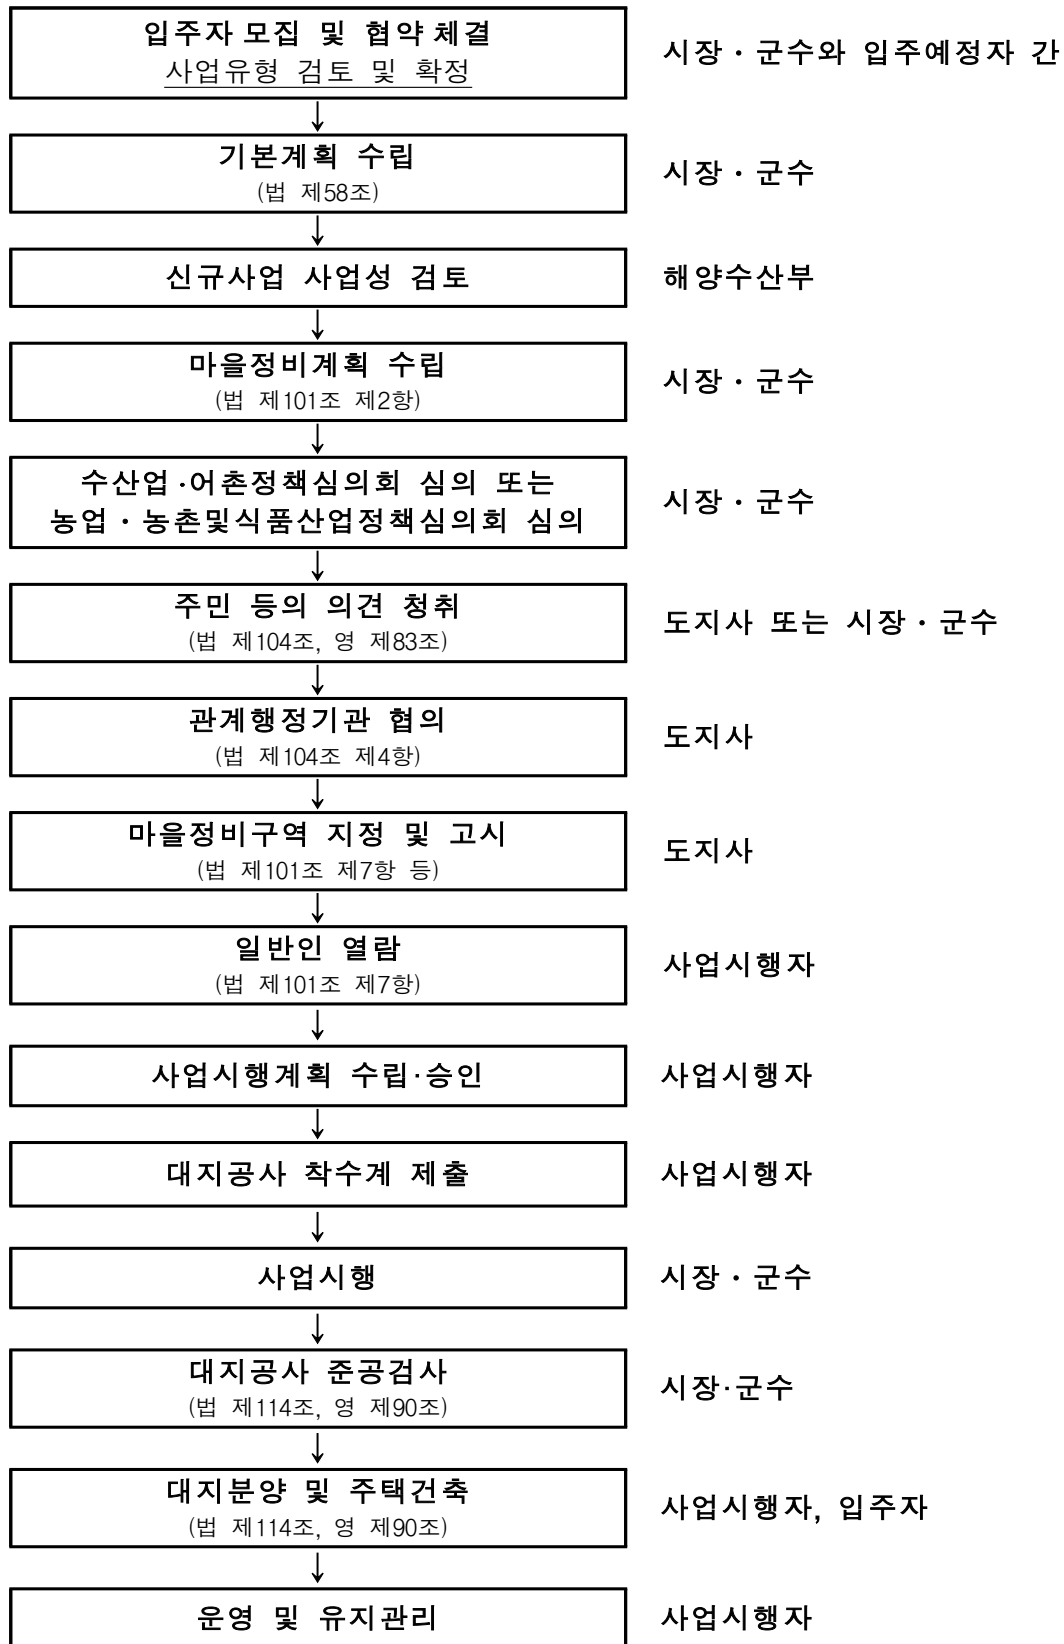 입주자 모집 및 협약 체결
사업유형 검토 및 확정
시장・군수와 입주예정자 간
기본계획 수립
(법 제58조)
시장・군수
신규사업 사업성 검토
해양수산부
마을정비계획 수립
(법 제101조 제2항)
시장・군수
수산업·어촌정책심의회 심의 또는
농업・농촌및식품산업정책심의회 심의
시장・군수
주민 등의 의견 청취
(법 제104조, 영 제83조)
도지사 또는 시장・군수
관계행정기관 협의
(법 제104조 제4항)
도지사
마을정비구역 지정 및 고시
(법 제101조 제7항 등)
도지사
일반인 열람
(법 제101조 제7항)
사업시행자
사업시행계획 수립·승인
사업시행자
대지공사 착수계 제출
사업시행자
사업시행
시장・군수
대지공사 준공검사
(법 제114조, 영 제90조)
시장·군수
대지분양 및 주택건축
(법 제114조, 영 제90조)
사업시행자, 입주자
운영 및 유지관리
사업시행자